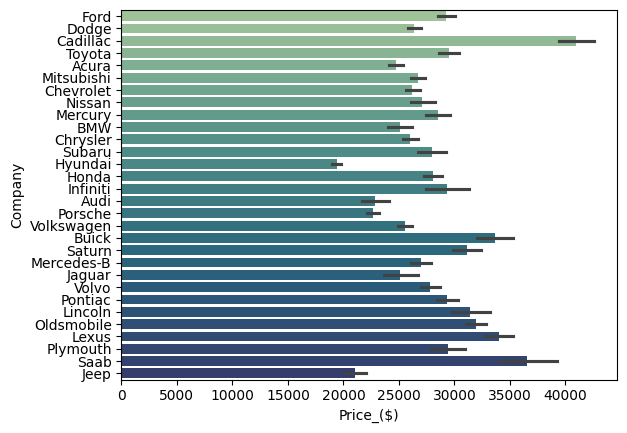 Ford
Dodge
Cadillac
Toyota
Acura
Mitsubishi
Chevrolet
Nissan
Mercury
BMW
Chrysler
Subaru
Hyundai
Honda
Infiniti
Audi
Porsche
Volkswagen
Buick
Saturn
Mercedes-B
Jaguar
Volvo
Pontiac
Lincoln
Oldsmobile
Lexus
Plymouth
Saab
Jeep
Company
0 5000 10000 15000 20000 25000 30000 35000 40000
Price_($)